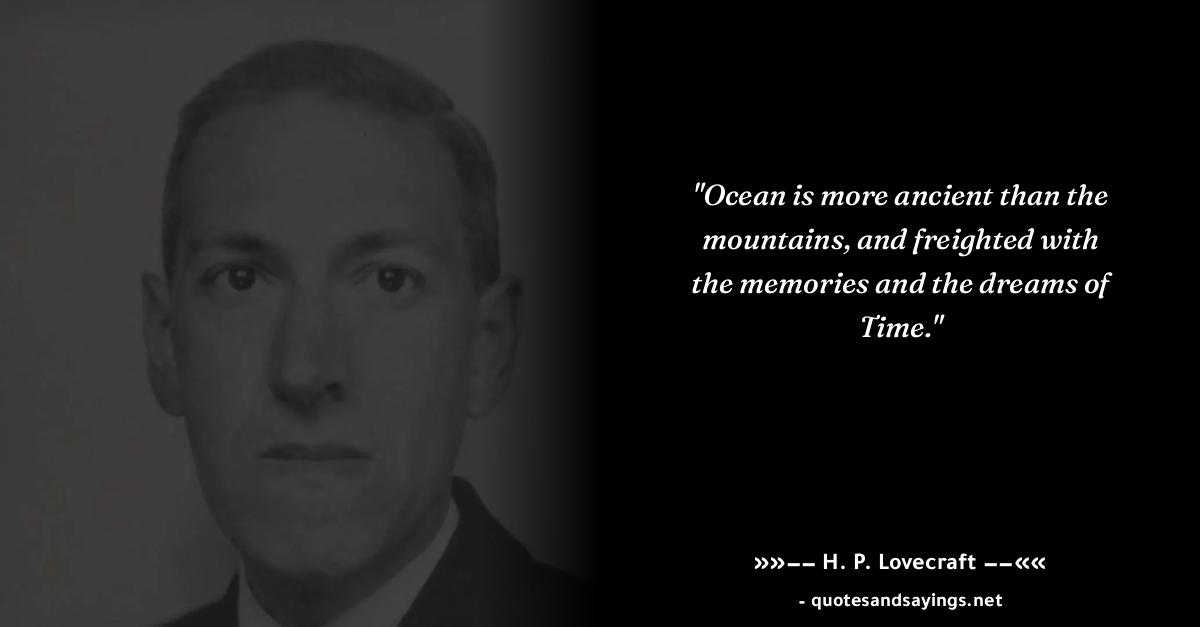 "Ocean is more ancient than the
mountains, and freighted with
the memories and the dreams of
Time."
»»–– H. P. Lovecraft ––««
- quotesandsayings.net